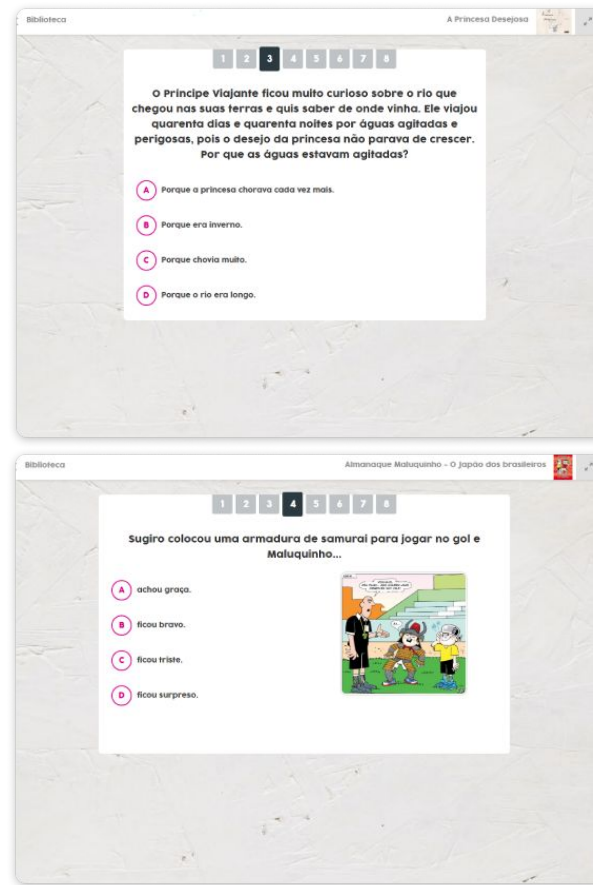 Biblioteca
A Princesa Desejosa
1 2 3 4 5 6 7 8
O Príncipe Viajante ficou muito curioso sobre o rio que
chegou nas suas terras e quis saber de onde vinha. Ele viajou
quarenta dias e quarenta noites por águas agitadas e
perigosas, pois o desejo da princesa não parava de crescer.
Por que as águas estavam agitadas?
A Porque a princesa chorava cada vez mais.
B Porque era inverno.
C Porque chovia muito.
D Porque o rio era longo.
Biblioteca
Almanaque Maluquinho - O Japão dos brasileiros
1 2 3 4 5 6 7 8
Sugiro colocou uma armadura de samurai para jogar no gol e
Maluquinho...
A achou graça.
B ficou bravo.
C ficou triste.
D ficou surpreso.